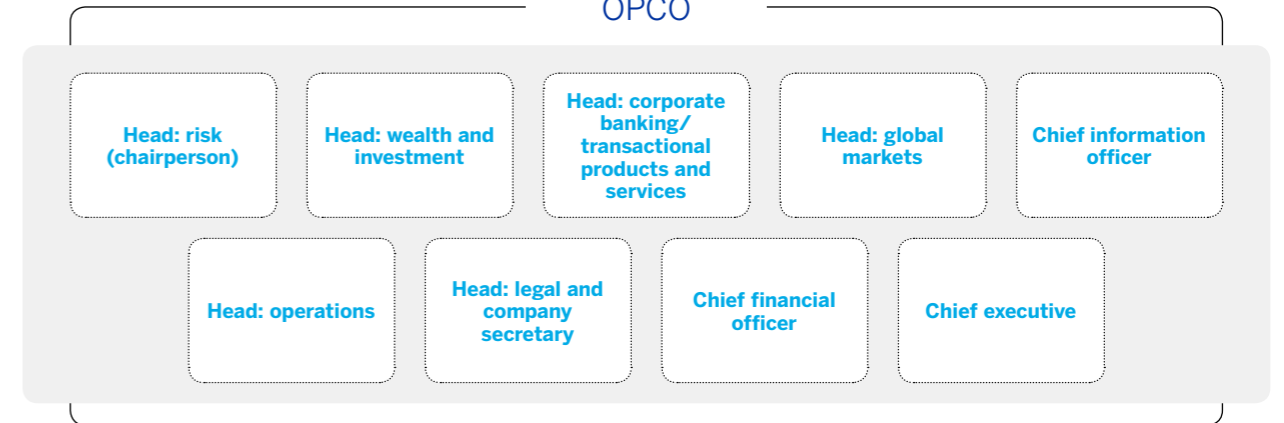 OPCO
Head: risk
(chairperson)
Head: wealth and
investment
Head: corporate
banking/
transactional
products and
services
Head: global
markets
Chief information
officer
Head: operations
Head: legal and
company
secretary
Chief financial
officer
Chief executive